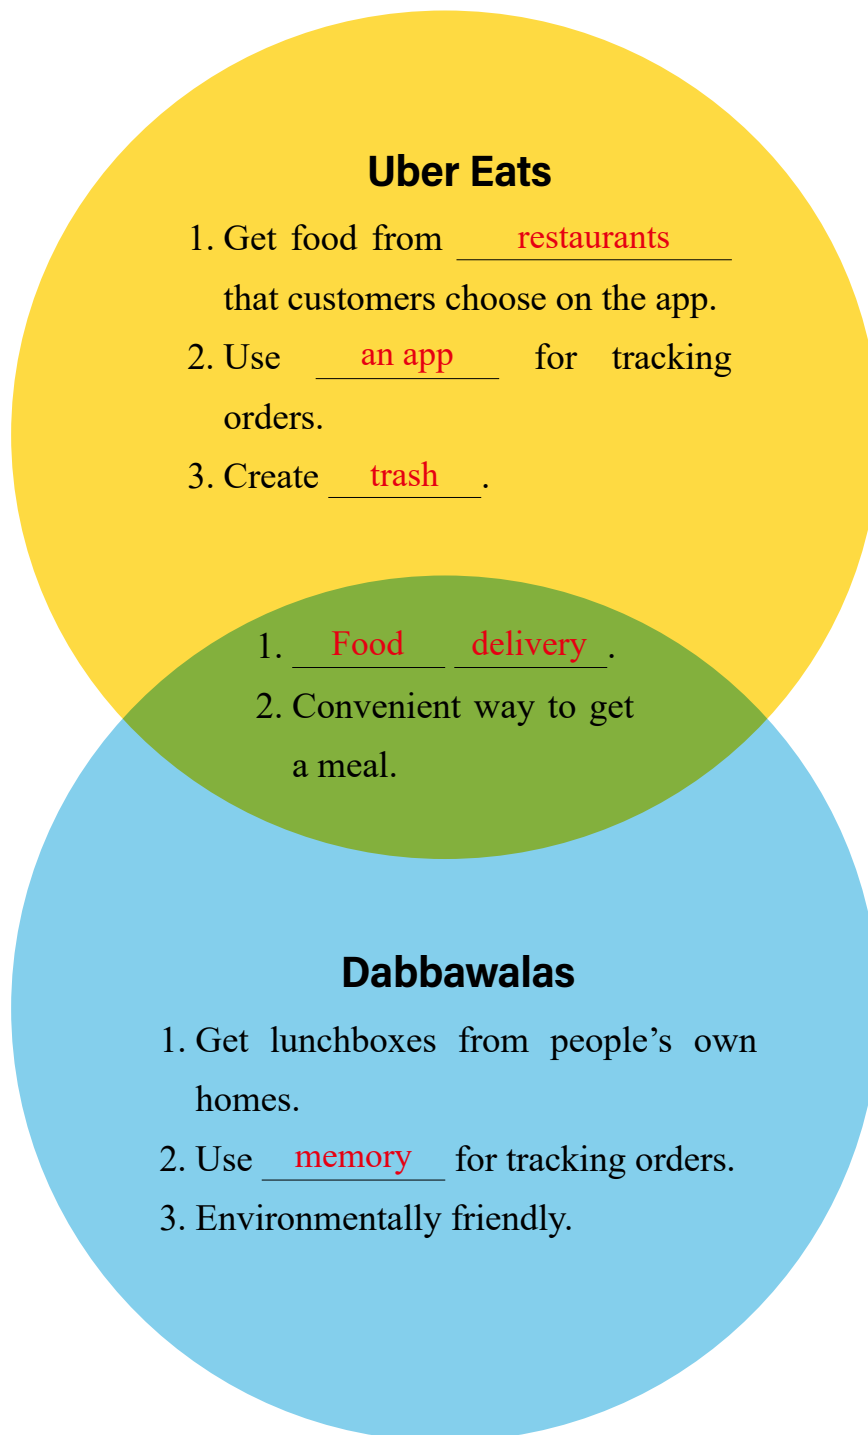 Uber Eats
1. Get food from restaurants
that customers choose on the app.
2. Use an app for tracking
orders.
3. Create trash.
1. Food delivery.
2. Convenient way to get
a meal.
Dabbawalas
1. Get lunchboxes from people’s own
homes.
2. Use memory for tracking orders.
3. Environmentally friendly.